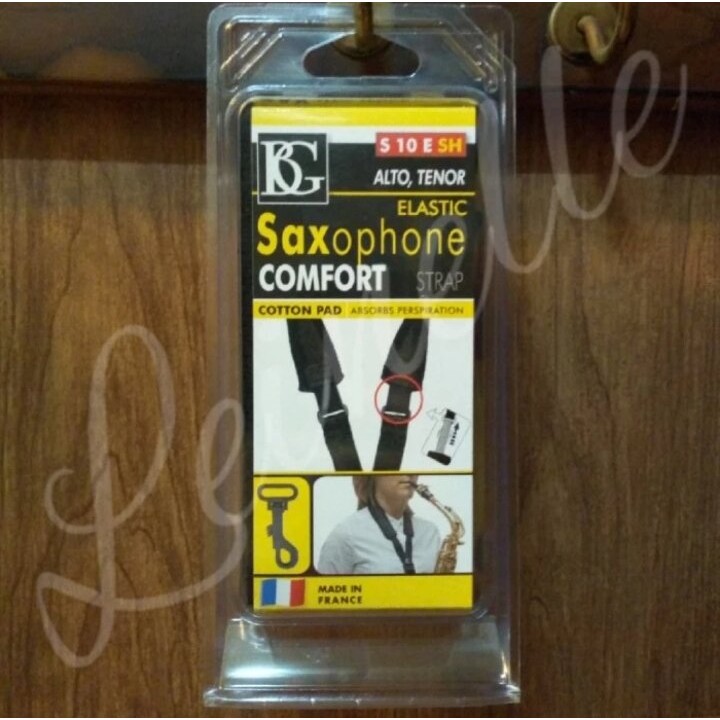 BG
S 10 E SH
ALTO, TENOR
ELASTIC
Saxophone
COMFORT STRAP
COTTON PAD ABSORBS PERSPIRATION
MADE IN
FRANCE